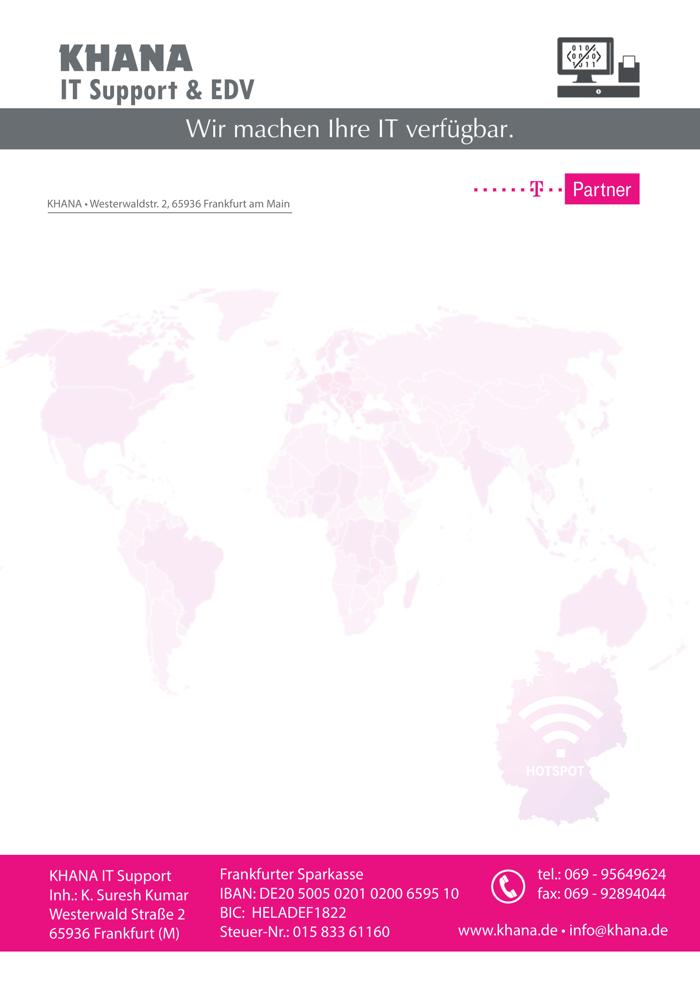 KHANA
IT Support & EDV
010
0010
1011
Wir machen Ihre IT verfügbar.
T Partner
KHANA • Westerwaldstr. 2, 65936 Frankfurt am Main
HOTSPOT
KHANA IT Support
Inh.: K. Suresh Kumar
Westerwald Straße 2
65936 Frankfurt (M)
Frankfurter Sparkasse
IBAN: DE20 5005 0201 0200 6595 10
BIC: HELADEF1822
Steuer-Nr.: 015 833 61160
tel.: 069 - 95649624
fax: 069 - 92894044
www.khana.de • info@khana.de